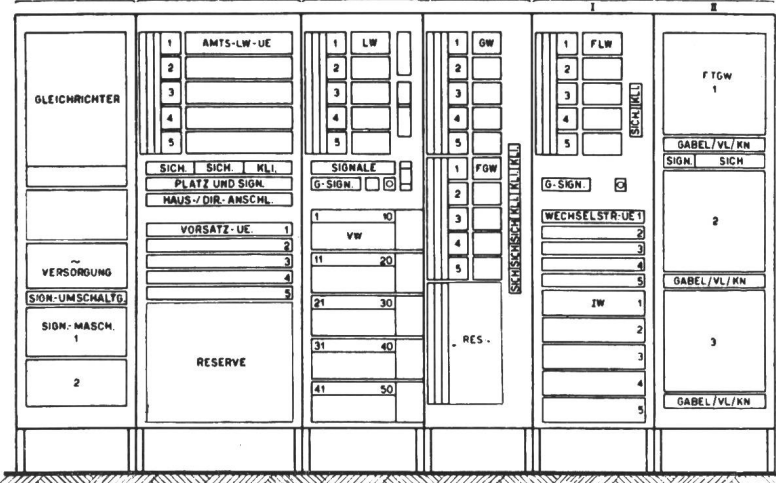 I
II
GLEICHRICHTER
~
VERSORGUNG
SIGN.-UMSCHALTG.
SIGN.-MASCH.
1
2
1 AMTS-LW-UE
2
3
4
5
SICH. SICH. KLI.
PLATZ UND SIGN.
HAUS-/ DIR.-ANSCHL.
VORSATZ-UE. 1
2
3
4
5
RESERVE
1 LW
2
3
4
5
SIGNALE
G-SIGN.
1 10
VW
11 20
21 30
31 40
41 50
1 GW
2
3
4
5
1 FGW
2
3
4
5
SICH SICH SICH KLI KLI KLI
RES.
1 FLW
2
3
4
5
SICH. KLI.
G-SIGN.
WECHSELSTR-UE 1
2
3
4
5
IW 1
2
3
4
5
FTGW
1
GABEL/VL/KN
SIGN. SICH
2
GABEL/VL/KN
3
GABEL/VL/KN